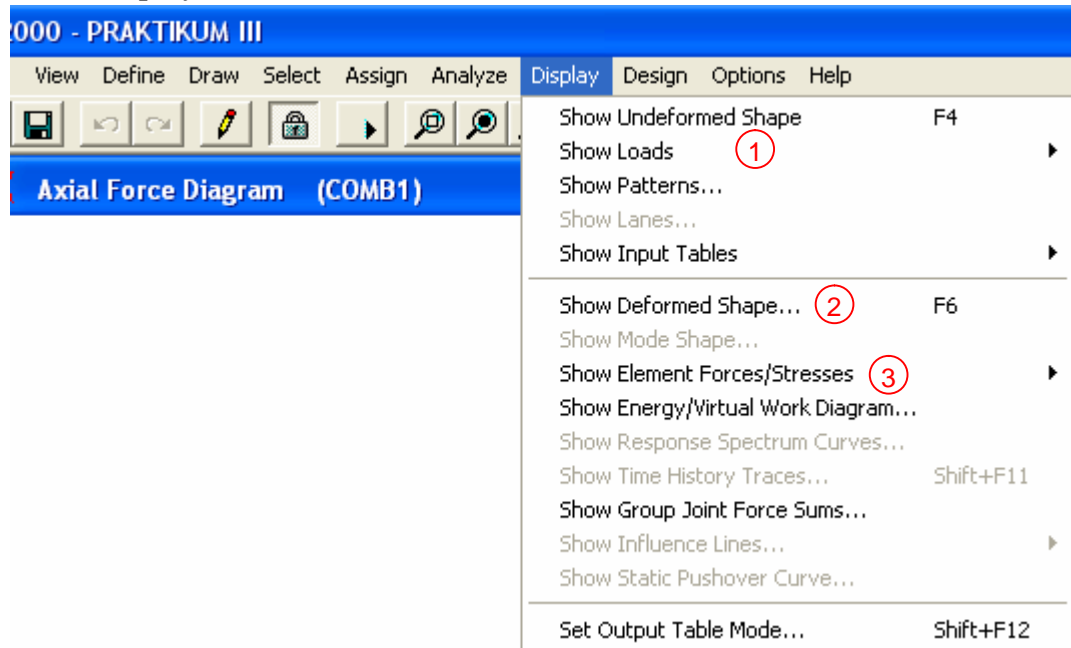 2000 - PRAKTIKUM III
View Define Draw Select Assign Analyze Display Design Options Help
Axial Force Diagram (COMB1)
Show Undeformed Shape F4
Show Loads 1
Show Patterns...
Show Lanes...
Show Input Tables
Show Deformed Shape... 2 F6
Show Mode Shape...
Show Element Forces/Stresses 3
Show Energy/Virtual Work Diagram...
Show Response Spectrum Curves...
Show Time History Traces... Shift+F11
Show Group Joint Force Sums...
Show Influence Lines...
Show Static Pushover Curve...
Set Output Table Mode... Shift+F12